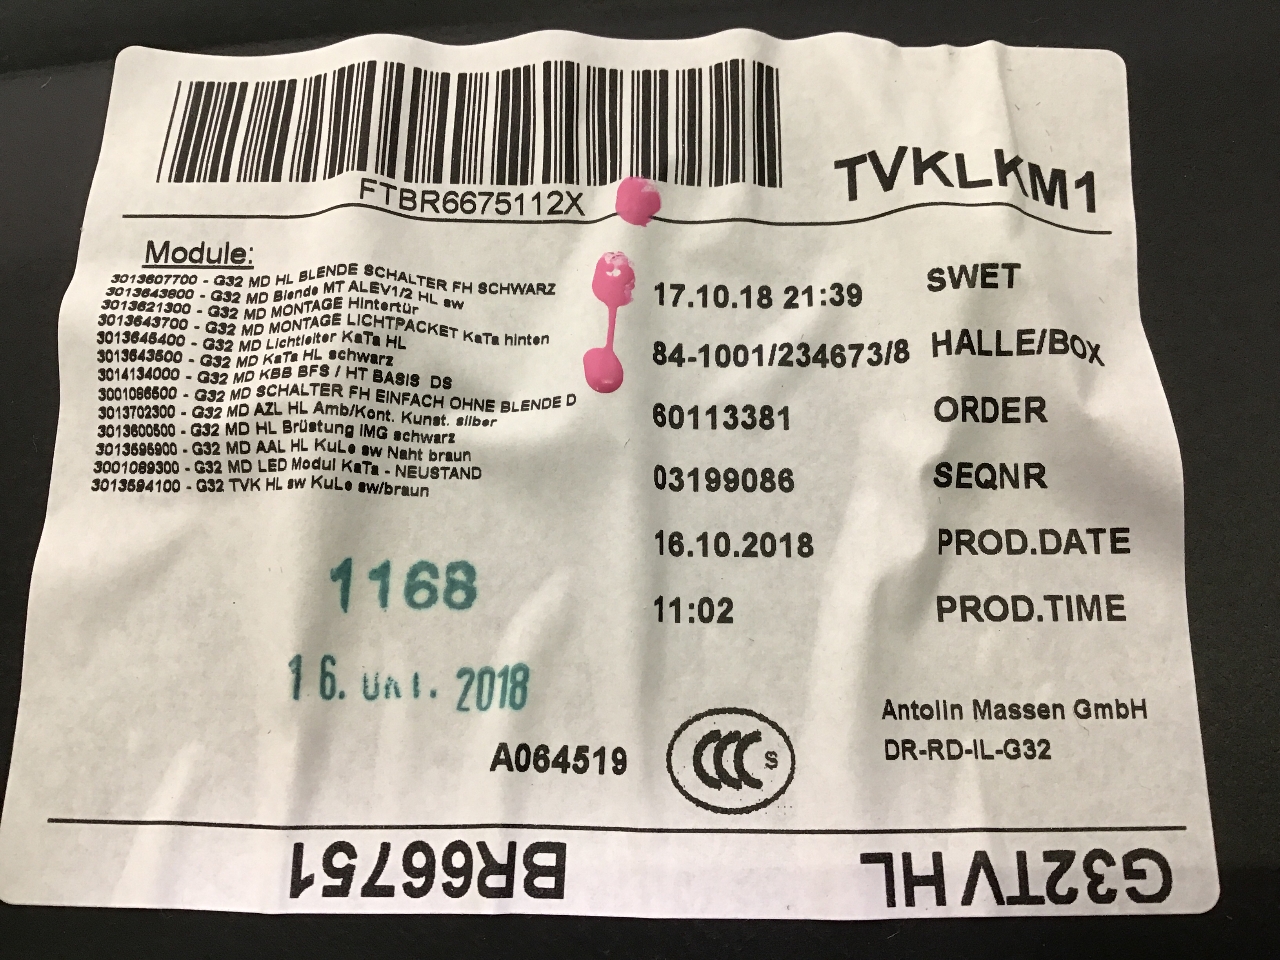 FTBR6675112X
TVKLKM1
Module:
3013607700 - G32 MD HL BLENDE SCHALTER FH SCHWARZ
3013643800 - G32 MD Blende MT ALEV1/2 HL sw
3013621300 - G32 MD MONTAGE Hintertür
3013643700 - G32 MD MONTAGE LICHTPACKET KaTa hinten
3013645400 - G32 MD Lichtleiter KaTa HL
3013643500 - G32 MD KaTa HL schwarz
3014134000 - G32 MD KBB BFS / HT BASIS DS
3001086500 - G32 MD SCHALTER FH EINFACH OHNE BLENDE D
3013702300 - G32 MD AZL HL Amb/Kont. Kunst. silber
3013600500 - G32 MD HL Brüstung IMG schwarz
3013595900 - G32 MD AAL HL KuLe sw Naht braun
3001089300 - G32 MD LED Modul KaTa - NEUSTAND
3013594100 - G32 TVK HL sw KuLe sw/braun
17.10.18 21:39 SWET
84-1001/234673/8 HALLE/BOX
60113381 ORDER
03199086 SEQNR
16.10.2018 PROD.DATE
11:02 PROD.TIME
1168
16. OKT. 2018
A064519
CCC S
Antolin Massen GmbH
DR-RD-IL-G32
G32TV HL BR66751